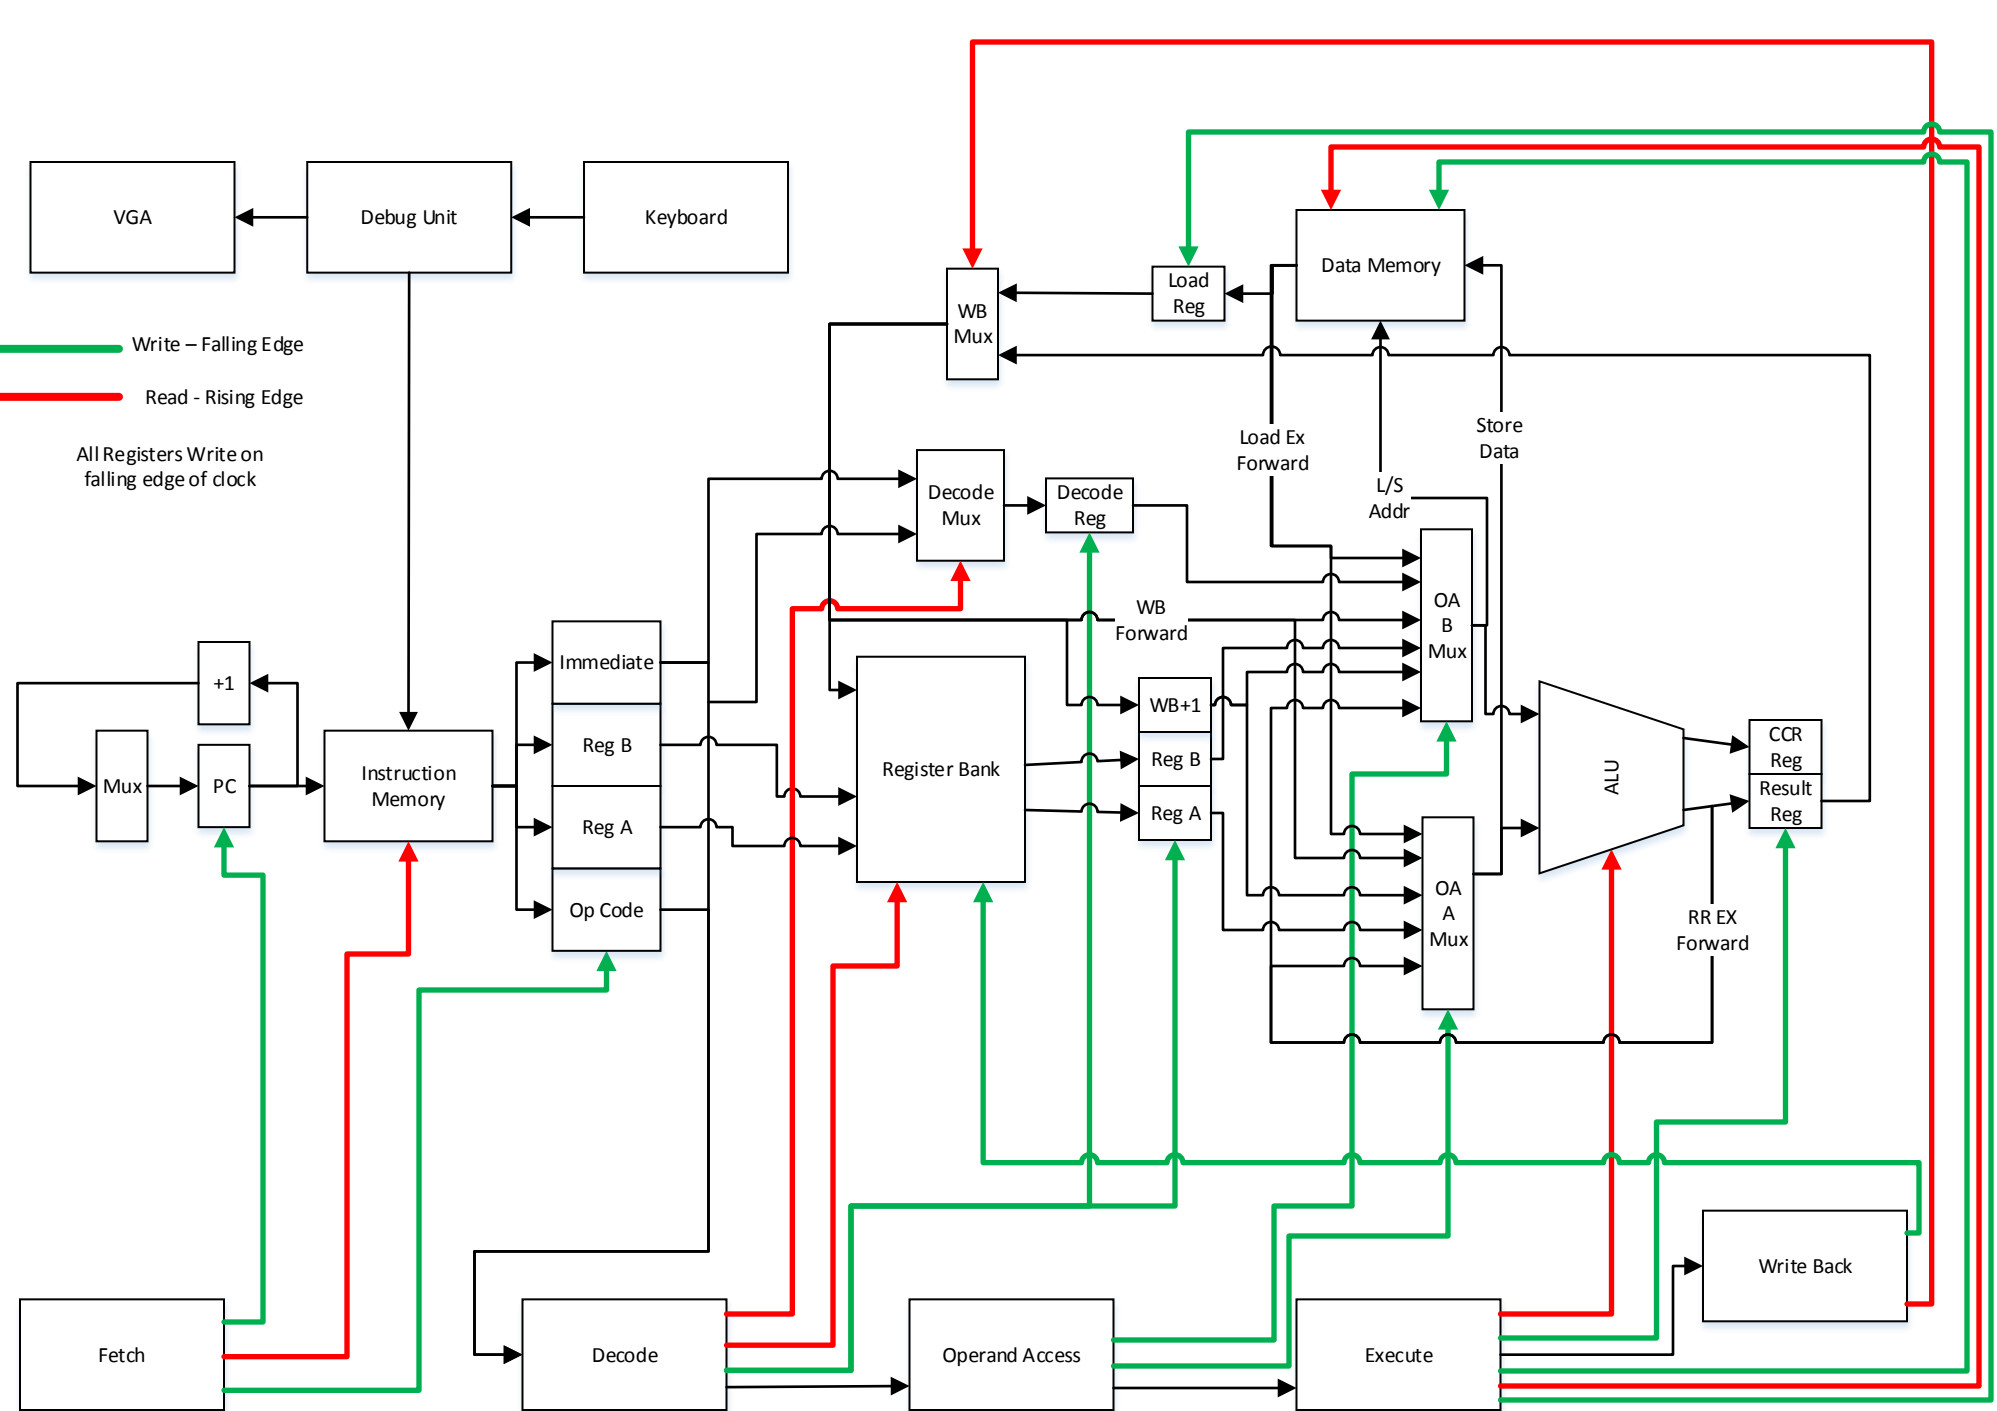 VGA
Debug Unit
Keyboard
Write – Falling Edge
Read - Rising Edge
All Registers Write on
falling edge of clock
Data Memory
Load
Reg
WB
Mux
Load Ex
Forward
Store
Data
L/S
Addr
Decode
Mux
Decode
Reg
OA
B
Mux
WB
Forward
Immediate
Reg B
Reg A
Op Code
+1
Mux
PC
Instruction
Memory
Register Bank
WB+1
Reg B
Reg A
ALU
CCR
Reg
Result
Reg
OA
A
Mux
RR EX
Forward
Write Back
Fetch
Decode
Operand Access
Execute